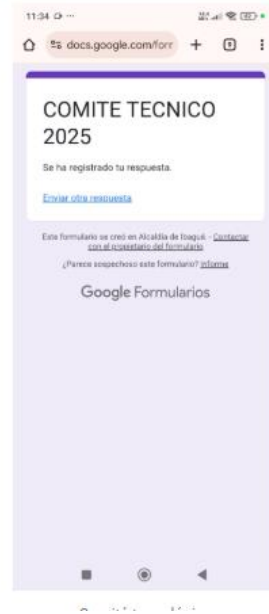 11:34
docs.google.com/forr
COMITE TECNICO
2025
Se ha registrado tu respuesta.
Enviar otra respuesta
Este formulario se creó en Alcaldía de Ibagué. - Contactar
con el propietario del formulario
¿Parece sospechoso este formulario? Informe
Google Formularios